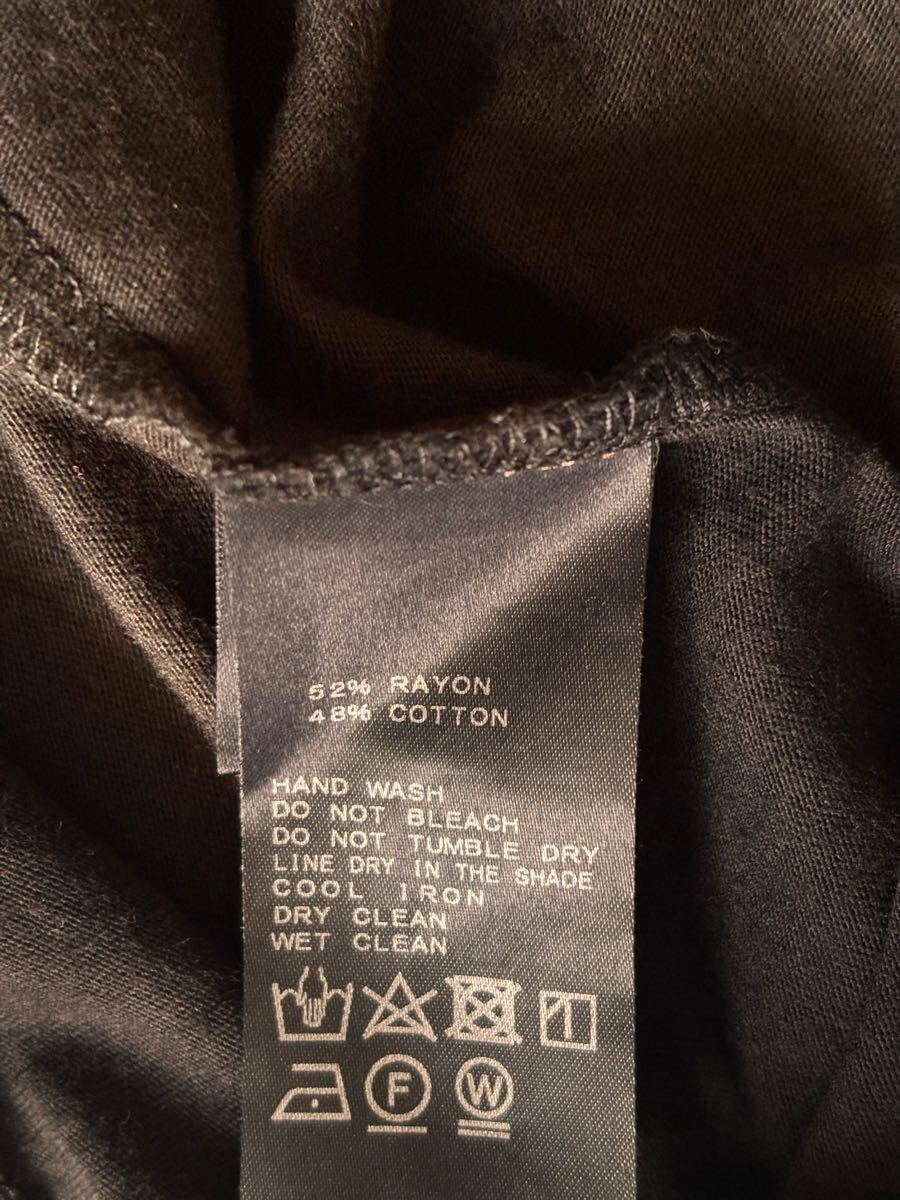 52% RAYON
48% COTTON
HAND WASH
DO NOT BLEACH
DO NOT TUMBLE DRY
LINE DRY IN THE SHADE
COOL IRON
DRY CLEAN
WET CLEAN
F W